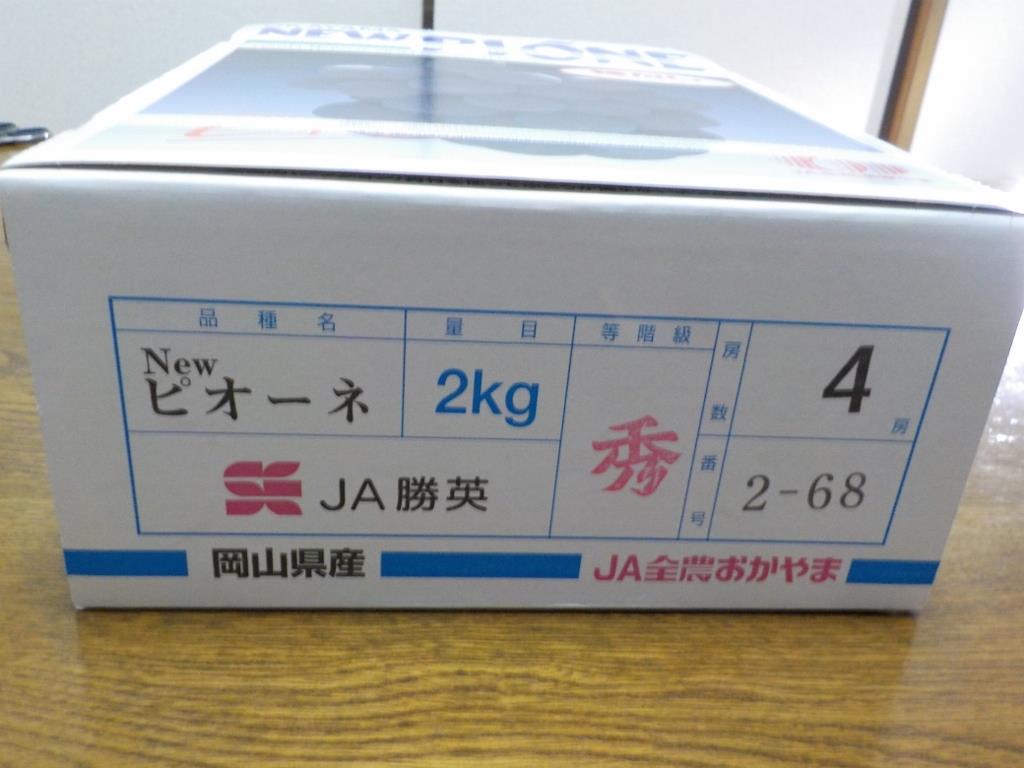 NEW PIONE
品種名
量目
等階級
房数
New
ピオーネ
2kg
秀
4
房
番号
2-68
JA勝英
岡山県産
JA全農おかやま